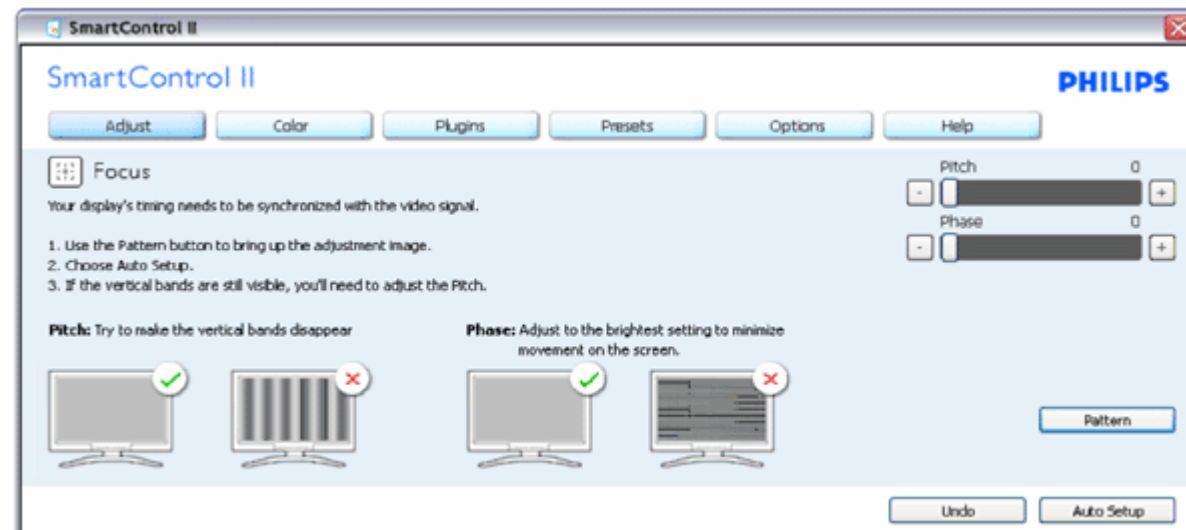 SmartControl II
SmartControl II
PHILIPS
Adjust
Color
Plugins
Presets
Options
Help
Focus
Your display's timing needs to be synchronized with the video signal.
1. Use the Pattern button to bring up the adjustment image.
2. Choose Auto Setup.
3. If the vertical bands are still visible, you'll need to adjust the Pitch.
Pitch 0
- +
Phase 0
- +
Pitch: Try to make the vertical bands disappear
Phase: Adjust to the brightest setting to minimize
movement on the screen.
Pattern
Undo
Auto Setup